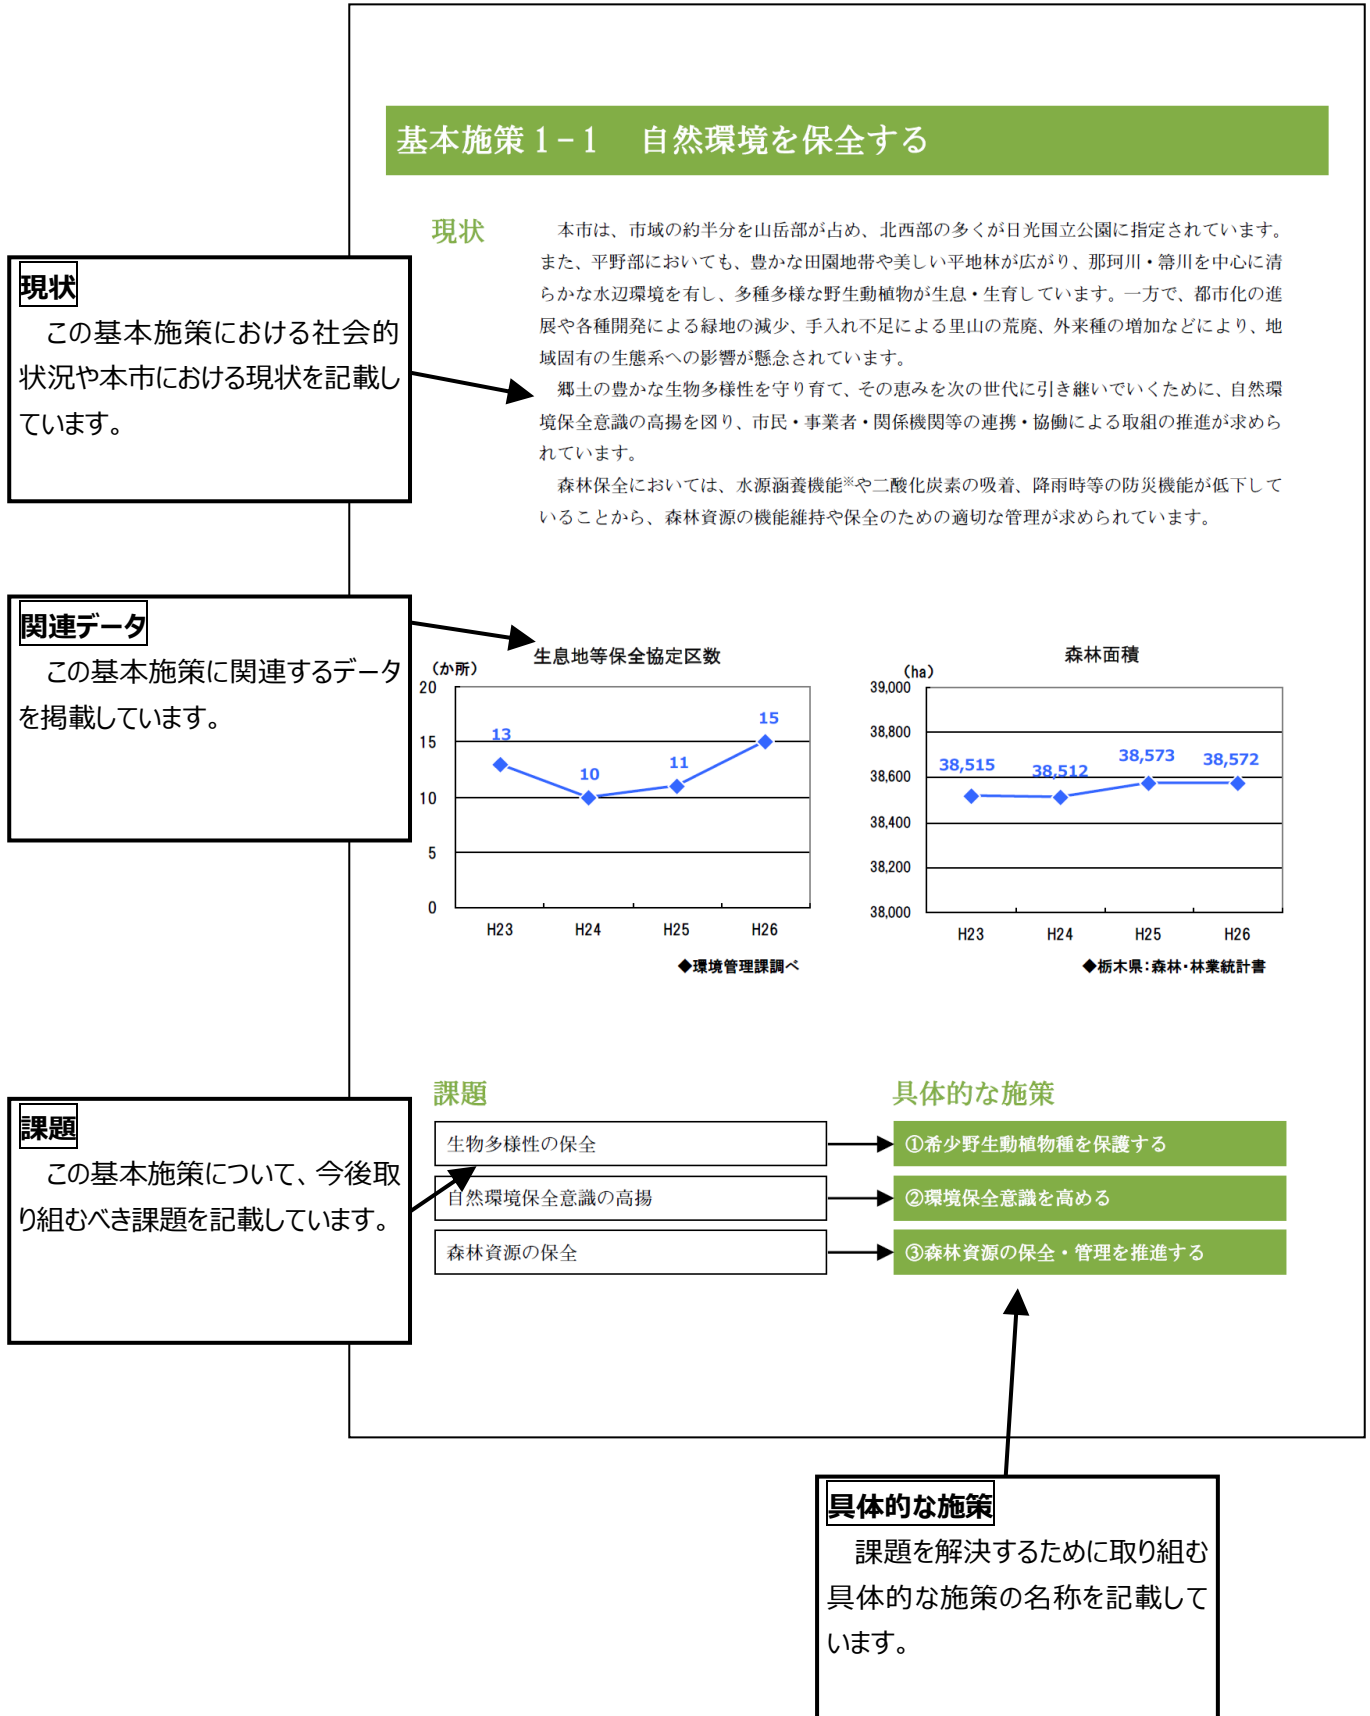 基本施策1-1　自然環境を保全する
現状
　本市は、市域の約半分を山岳部が占め、北西部の多くが日光国立公園に指定されています。
また、平野部においても、豊かな田園地帯や美しい平地林が広がり、那珂川・箒川を中心に清
らかな水辺環境を有し、多種多様な野生動植物が生息・生育しています。一方で、都市化の進
展や各種開発による緑地の減少、手入れ不足による里山の荒廃、外来種の増加などにより、地
域固有の生態系への影響が懸念されています。
　郷土の豊かな生物多様性を守り育て、その恵みを次の世代に引き継いでいくために、自然環
境保全意識の高揚を図り、市民・事業者・関係機関等の連携・協働による取組の推進が求めら
れています。
　森林保全においては、水源涵養機能※や二酸化炭素の吸着、降雨時等の防災機能が低下して
いることから、森林資源の機能維持や保全のための適切な管理が求められています。
現状
　この基本施策における社会的
状況や本市における現状を記載し
ています。
関連データ
　この基本施策に関連するデータ
を掲載しています。
生息地等保全協定区数
（か所）
20
15
10
5
0
13
10
11
15
H23 H24 H25 H26
◆環境管理課調べ
森林面積
（ha）
39,000
38,800
38,600
38,400
38,200
38,000
38,515
38,512
38,573
38,572
H23 H24 H25 H26
◆栃木県：森林・林業統計書
課題
　この基本施策について、今後取
り組むべき課題を記載しています。
課題
生物多様性の保全
自然環境保全意識の高揚
森林資源の保全
具体的な施策
①希少野生動植物種を保護する
②環境保全意識を高める
③森林資源の保全・管理を推進する
具体的な施策
　課題を解決するために取り組む
具体的な施策の名称を記載して
います。